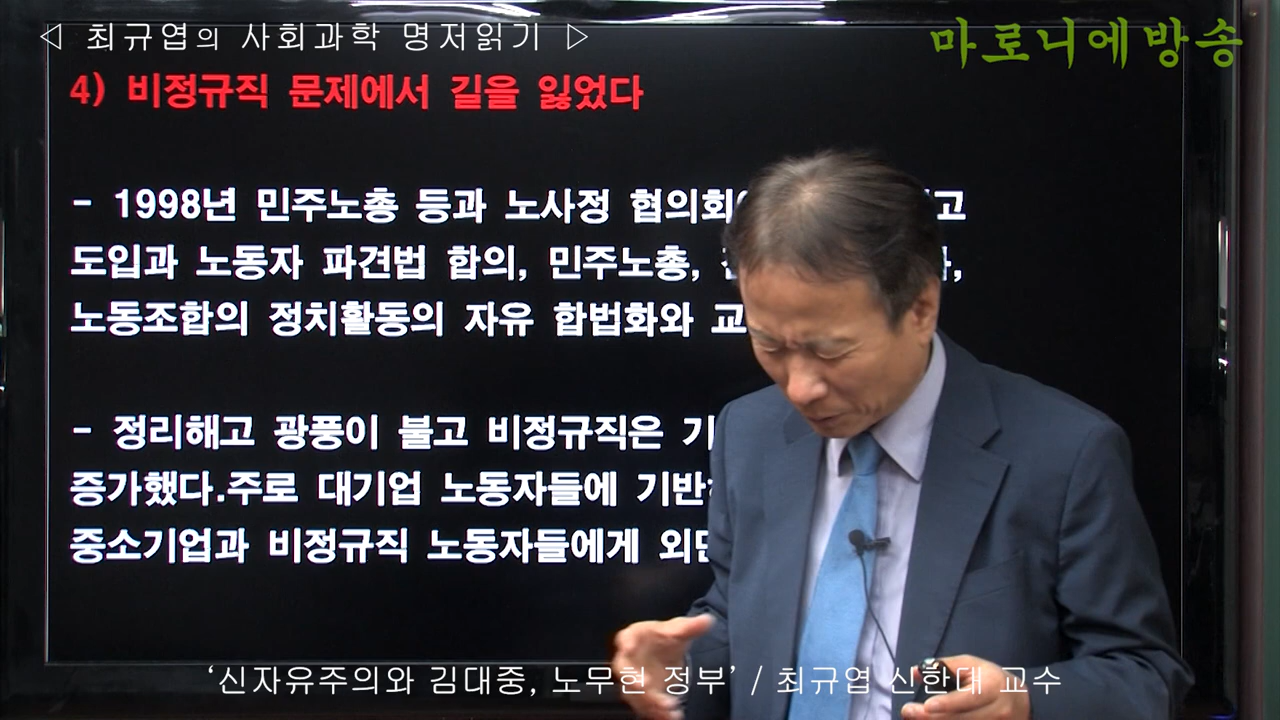 ◁ 최규엽의 사회과학 명저읽기 ▷
마로니에방송
4) 비정규직 문제에서 길을 잃었다
- 1998년 민주노총 등과 노사정 협의회
도입과 노동자 파견법 합의, 민주노총,
노동조합의 정치활동의 자유 합법화와
- 정리해고 광풍이 불고 비정규직은
증가했다.주로 대기업 노동자들에
중소기업과 비정규직 노동자들에게
‘신자유주의와 김대중, 노무현 정부’ / 최규엽 신한대 교수